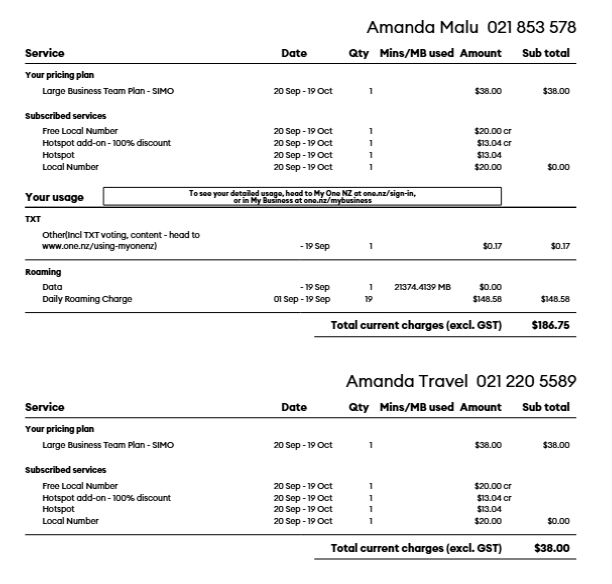 Amanda Malu 021 853 578
Service Date Qty Mins/MB used Amount Sub total
Your pricing plan
Large Business Team Plan - SIMO 20 Sep - 19 Oct 1 $38.00 $38.00
Subscribed services
Free Local Number 20 Sep - 19 Oct 1 $20.00 cr
Hotspot add-on - 100% discount 20 Sep - 19 Oct 1 $13.04 cr
Hotspot 20 Sep - 19 Oct 1 $13.04
Local Number 20 Sep - 19 Oct 1 $20.00 $0.00
Your usage
To see your detailed usage, head to My One NZ at one.nz/sign-in,
or in My Business at one.nz/mybusiness
TXT
Other(Incl TXT voting, content - head to
www.one.nz/using-myonenz) - 19 Sep 1 $0.17 $0.17
Roaming
Data - 19 Sep 1 21374.4139 MB $0.00
Daily Roaming Charge 01 Sep - 19 Sep 19 $148.58 $148.58
Total current charges (excl. GST) $186.75
Amanda Travel 021 220 5589
Service Date Qty Mins/MB used Amount Sub total
Your pricing plan
Large Business Team Plan - SIMO 20 Sep - 19 Oct 1 $38.00 $38.00
Subscribed services
Free Local Number 20 Sep - 19 Oct 1 $20.00 cr
Hotspot add-on - 100% discount 20 Sep - 19 Oct 1 $13.04 cr
Hotspot 20 Sep - 19 Oct 1 $13.04
Local Number 20 Sep - 19 Oct 1 $20.00 $0.00
Total current charges (excl. GST) $38.00